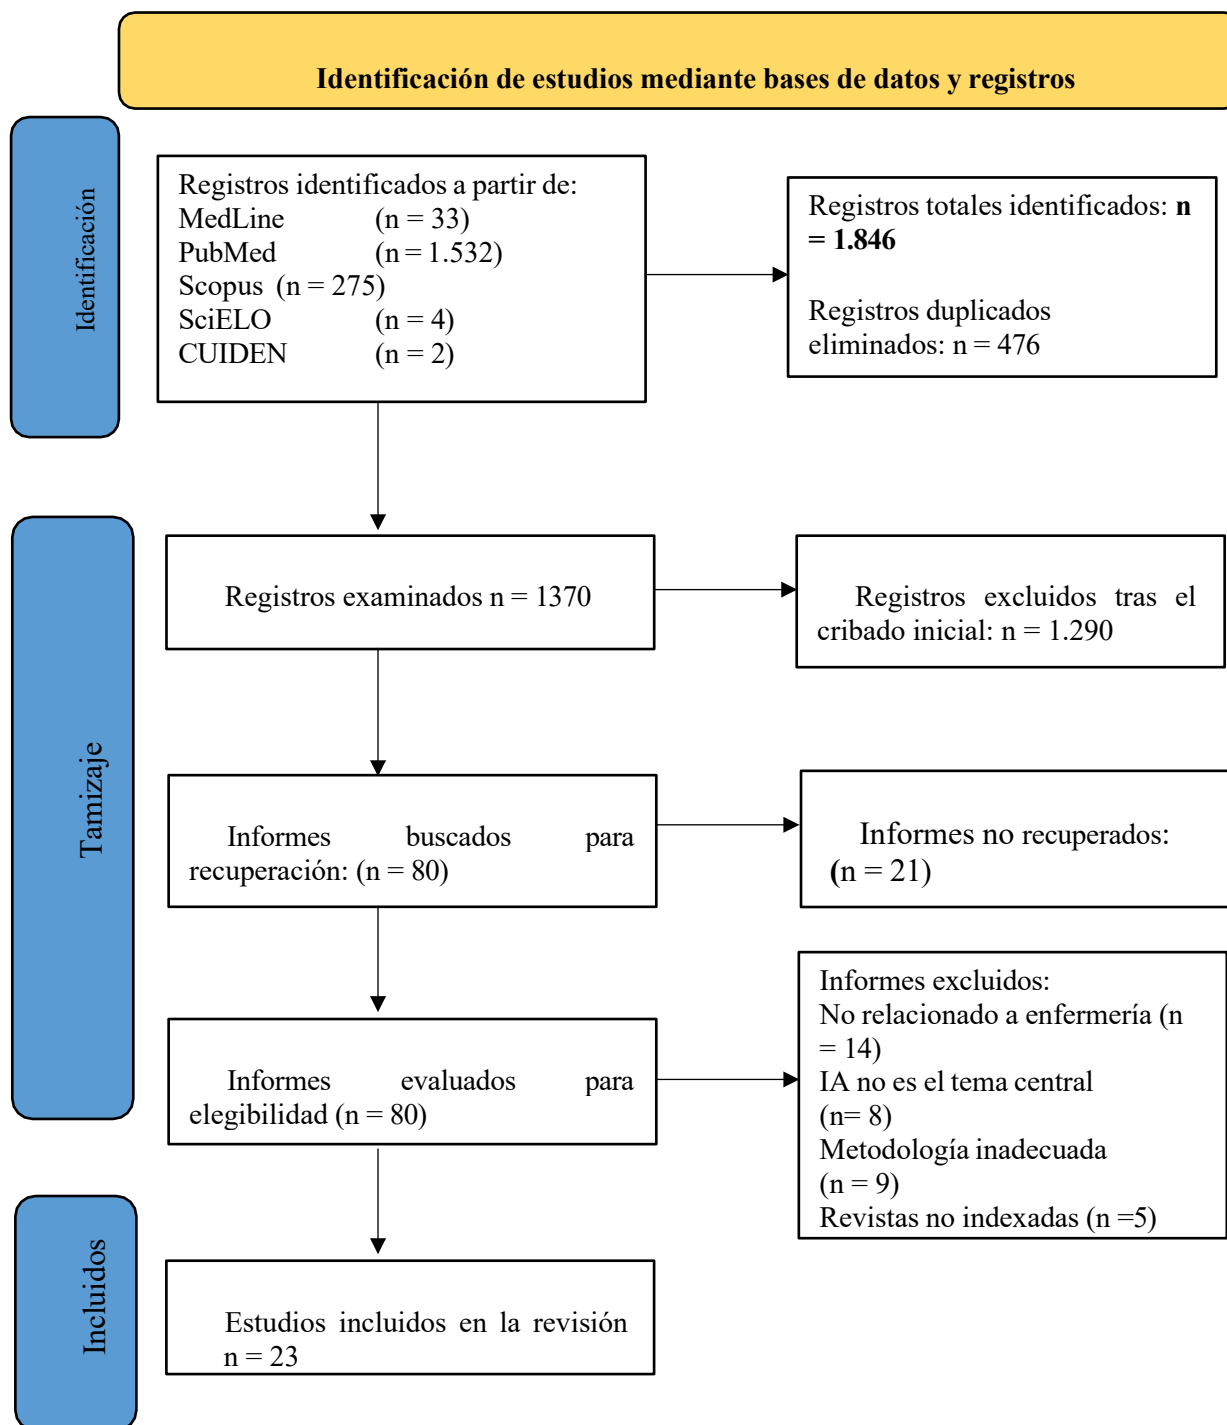 Identificación de estudios mediante bases de datos y registros
Identificación
Registros identificados a partir de:
MedLine (n = 33)
PubMed (n = 1.532)
Scopus (n = 275)
SciELO (n = 4)
CUIDEN (n = 2)
Registros totales identificados: n
= 1.846
Registros duplicados
eliminados: n = 476
Tamizaje
Registros examinados n = 1370
Registros excluidos tras el
cribado inicial: n = 1.290
Informes buscados para
recuperación: (n = 80)
Informes no recuperados:
(n = 21)
Informes evaluados para
elegibilidad (n = 80)
Informes excluidos:
No relacionado a enfermería (n
= 14)
IA no es el tema central
(n= 8)
Metodología inadecuada
(n = 9)
Revistas no indexadas (n =5)
Incluidos
Estudios incluidos en la revisión
n = 23